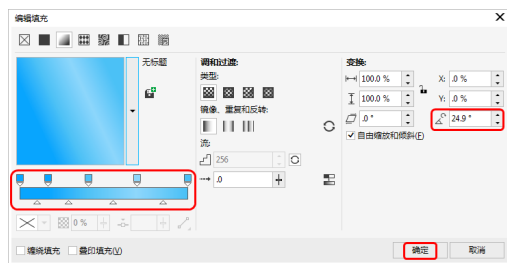 编辑填充
无标题
调和过渡:
类型:
镜像、重复和反转:
流:
256
.0
变换:
100.0 %
X: .0 %
100.0 %
Y: .0 %
.0 °
24.9 °
自由缩放和倾斜(F)
0 %
缠绕填充
叠印填充(V)
确定
取消